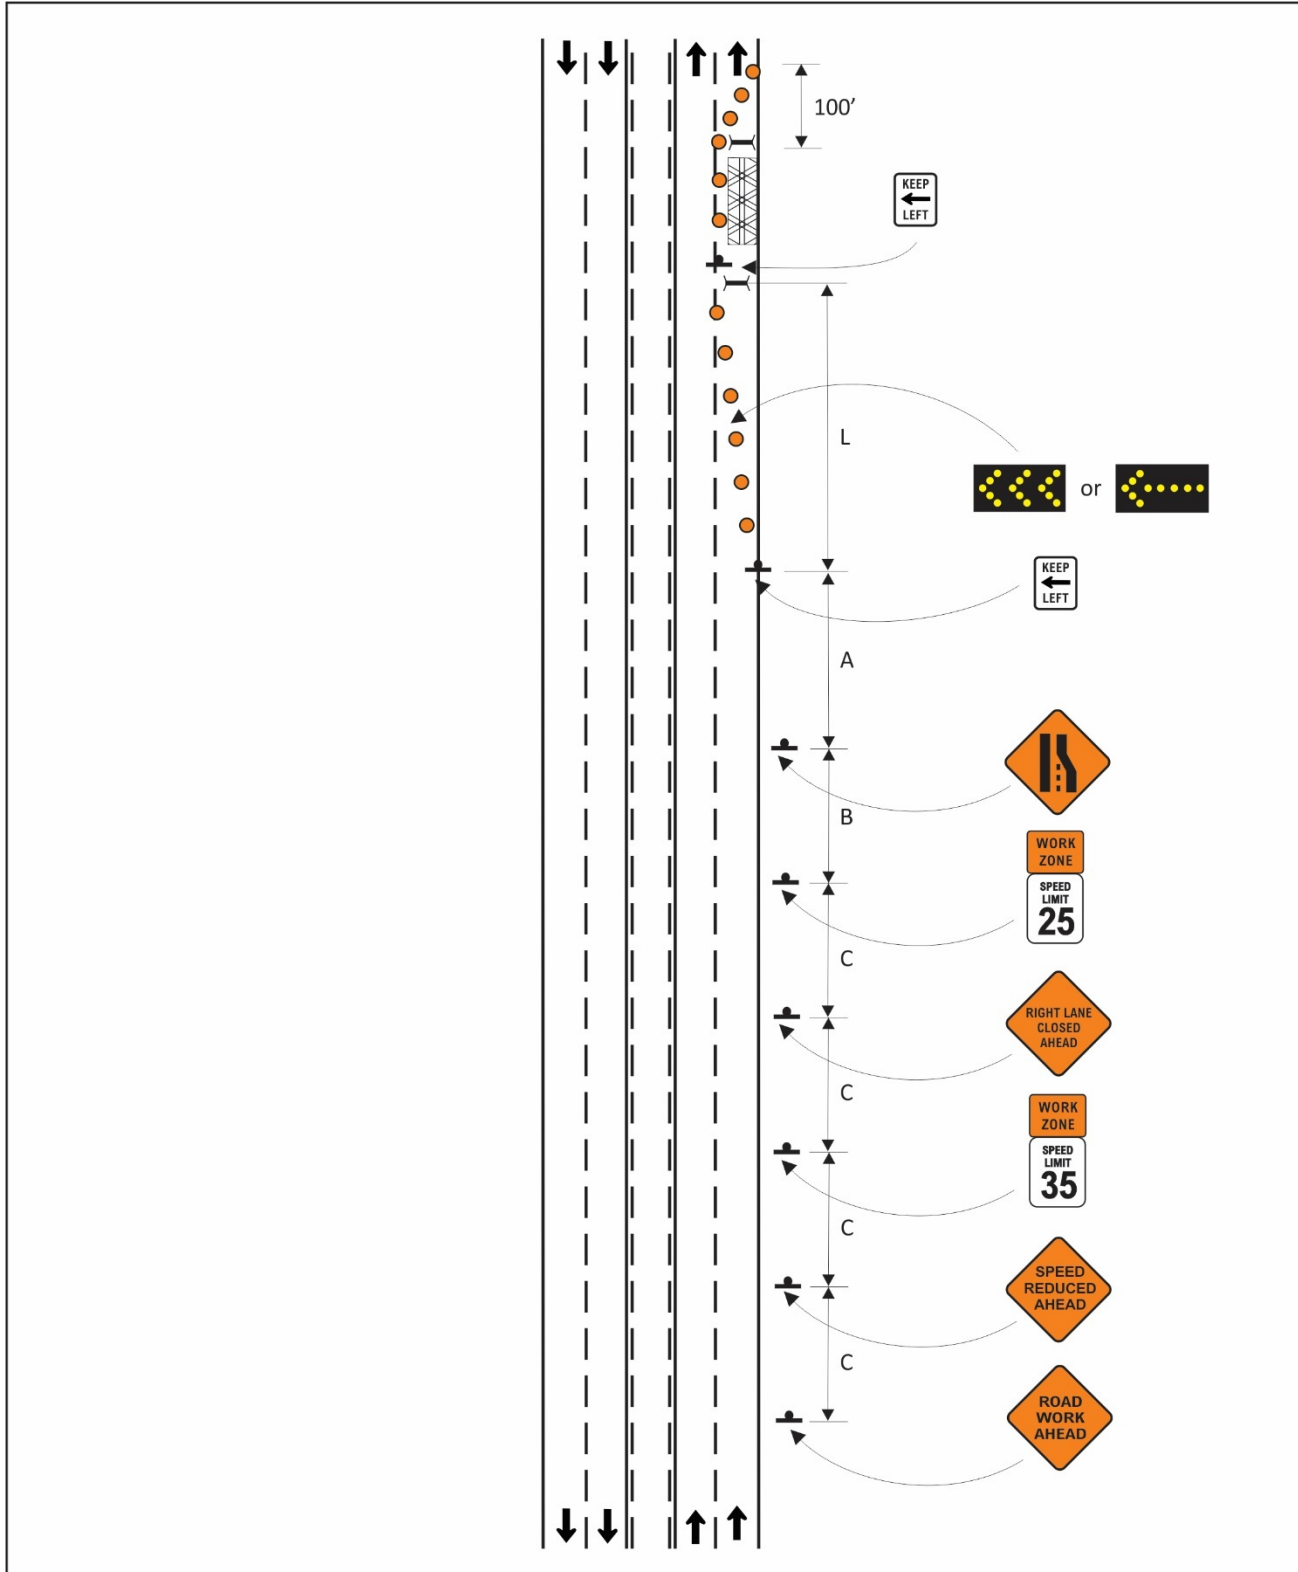 100’
KEEP
LEFT
L
or
KEEP
LEFT
A
B
WORK
ZONE
SPEED
LIMIT
25
C
RIGHT LANE
CLOSED
AHEAD
C
WORK
ZONE
SPEED
LIMIT
35
C
SPEED
REDUCED
AHEAD
C
ROAD
WORK
AHEAD